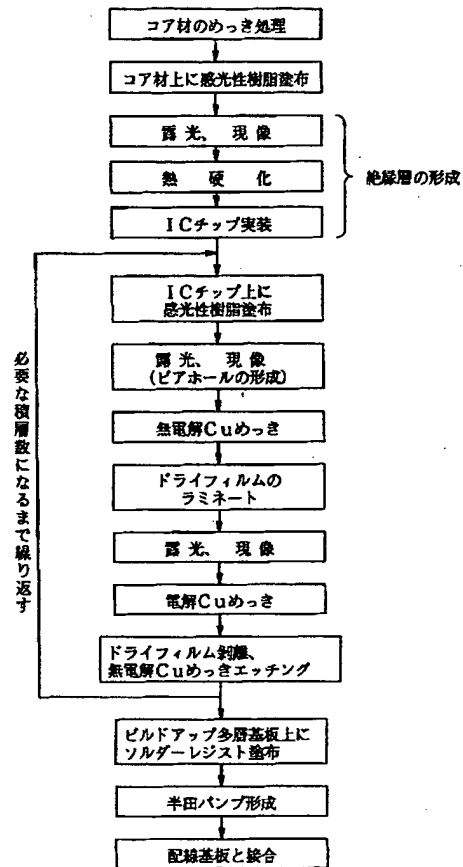 コア材のめっき処理
コア材上に感光性樹脂塗布
露光、 現像
熱硬化
ICチップ実装
絶縁層の形成
ICチップ上に
感光性樹脂塗布
露光、 現像
(ビアホールの形成)
無電解Cuめっき
ドライフィルムの
ラミネート
露光、 現像
電解Cuめっき
ドライフィルム剥離、
無電解Cuめっきエッチング
必要な積層数になるまで繰り返す
ビルドアップ多層基板上に
ソルダーレジスト塗布
半田バンプ形成
配線基板と接合